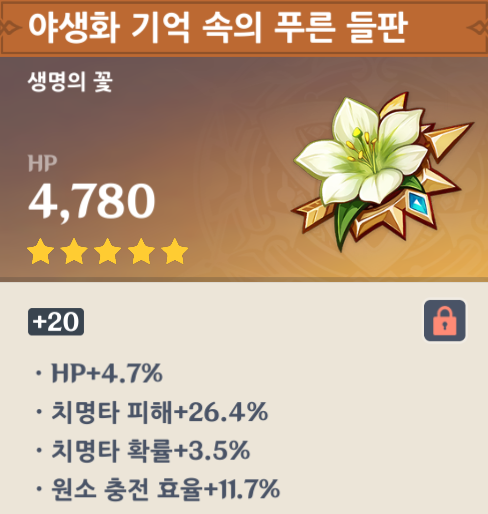 야생화 기억 속의 푸른 들판
생명의 꽃
HP
4,780
+20
· HP+4.7%
· 치명타 피해+26.4%
· 치명타 확률+3.5%
· 원소 충전 효율+11.7%